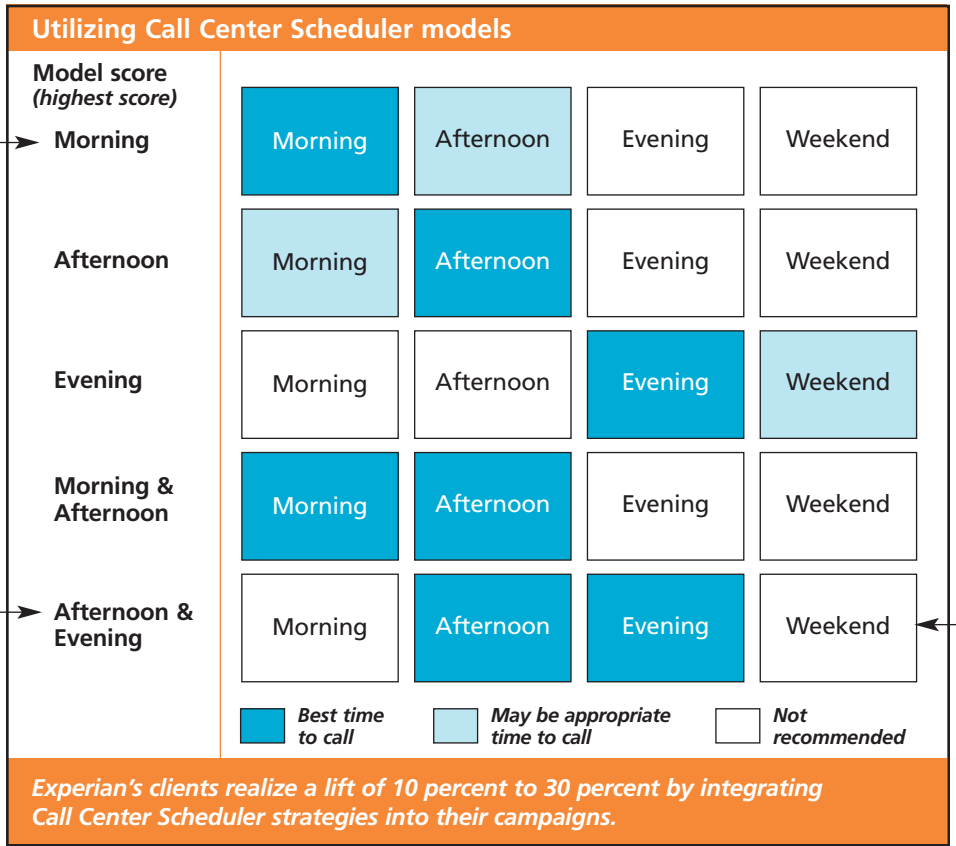 Utilizing Call Center Scheduler models
Model score
(highest score)
Morning
Morning
Afternoon
Evening
Weekend
Afternoon
Morning
Afternoon
Evening
Weekend
Evening
Morning
Afternoon
Evening
Weekend
Morning &
Afternoon
Morning
Afternoon
Evening
Weekend
Afternoon &
Evening
Morning
Afternoon
Evening
Weekend
Best time
to call
May be appropriate
time to call
Not
recommended
Experian's clients realize a lift of 10 percent to 30 percent by integrating
Call Center Scheduler strategies into their campaigns.